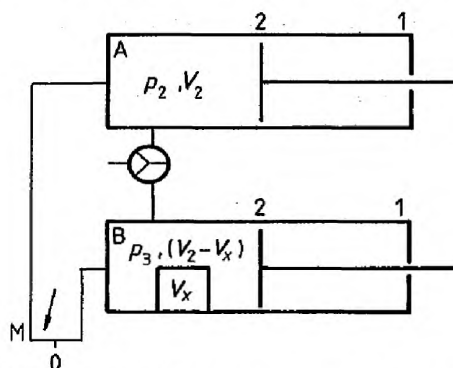 2 1
A
p₂ ,V₂
2 1
B
p₃ ,(V₂−Vₓ)
Vₓ
M
0